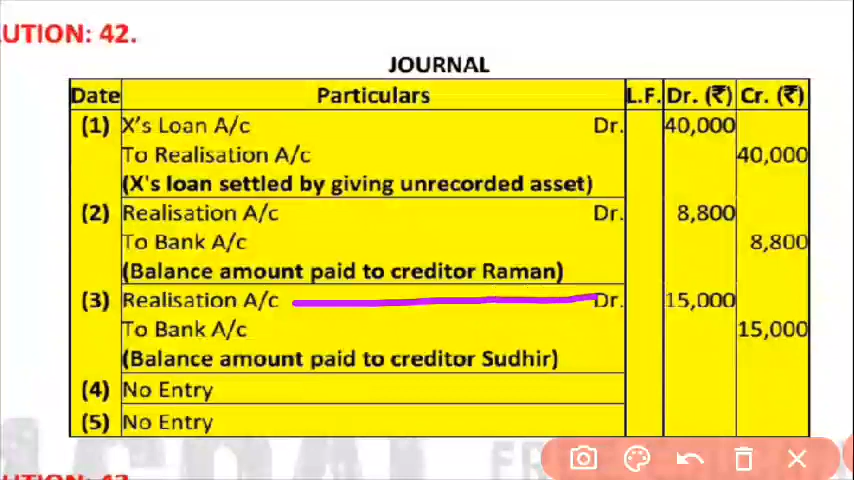 UTION: 42.
JOURNAL
Date Particulars L.F. Dr. (₹) Cr. (₹)
(1) X's Loan A/c Dr. 40,000
To Realisation A/c 40,000
(X's loan settled by giving unrecorded asset)
(2) Realisation A/c Dr. 8,800
To Bank A/c 8,800
(Balance amount paid to creditor Raman)
(3) Realisation A/c Dr. 15,000
To Bank A/c 15,000
(Balance amount paid to creditor Sudhir)
(4) No Entry
(5) No Entry